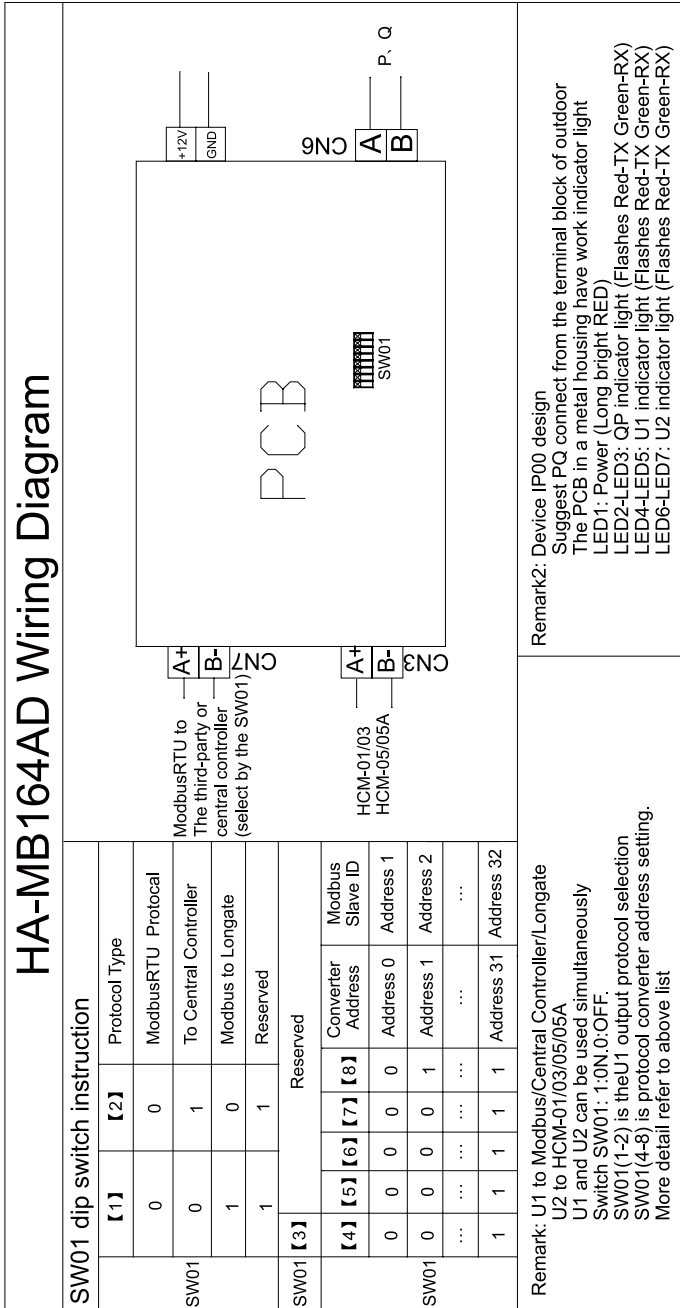 HA-MB164AD Wiring Diagram
SW01 dip switch instruction
SW01 【1】 【2】 Protocol Type
0 0 ModbusRTU Protocal
0 1 To Central Controller
1 0 Modbus to Longate
1 1 Reserved
SW01 【3】 Reserved
SW01 【4】 【5】 【6】 【7】 【8】 Converter Address Modbus Slave ID
0 0 0 0 0 Address 0 Address 1
0 0 0 0 1 Address 1 Address 2
... ... ... ... ... ... ...
1 1 1 1 1 Address 31 Address 32
ModbusRTU to
The third-party or
central controller
(select by the SW01)
A+
B-
CN7
HCM-01/03
HCM-05/05A
A+
B-
CN3
PCB
SW01
+12V
GND
CN6
A
B
P、Q
Remark: U1 to Modbus/Central Controller/Longate
U2 to HCM-01/03/05/05A
U1 and U2 can be used simultaneously
Switch SW01: 1:0N.0:OFF.
SW01(1-2) is theU1 output protocol selection
SW01(4-8) is protocol converter address setting.
More detail refer to above list
Remark2: Device IP00 design
Suggest PQ connect from the terminal block of outdoor
The PCB in a metal housing have work indicator light
LED1: Power (Long bright RED)
LED2-LED3: QP indicator light (Flashes Red-TX Green-RX)
LED4-LED5: U1 indicator light (Flashes Red-TX Green-RX)
LED6-LED7: U2 indicator light (Flashes Red-TX Green-RX)